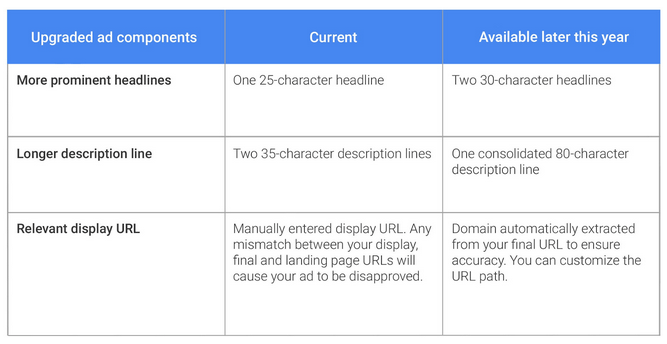 Upgraded ad components
Current
Available later this year
More prominent headlines
One 25-character headline
Two 30-character headlines
Longer description line
Two 35-character description lines
One consolidated 80-character
description line
Relevant display URL
Manually entered display URL. Any
mismatch between your display,
final and landing page URLs will
cause your ad to be disapproved.
Domain automatically extracted
from your final URL to ensure
accuracy. You can customize the
URL path.